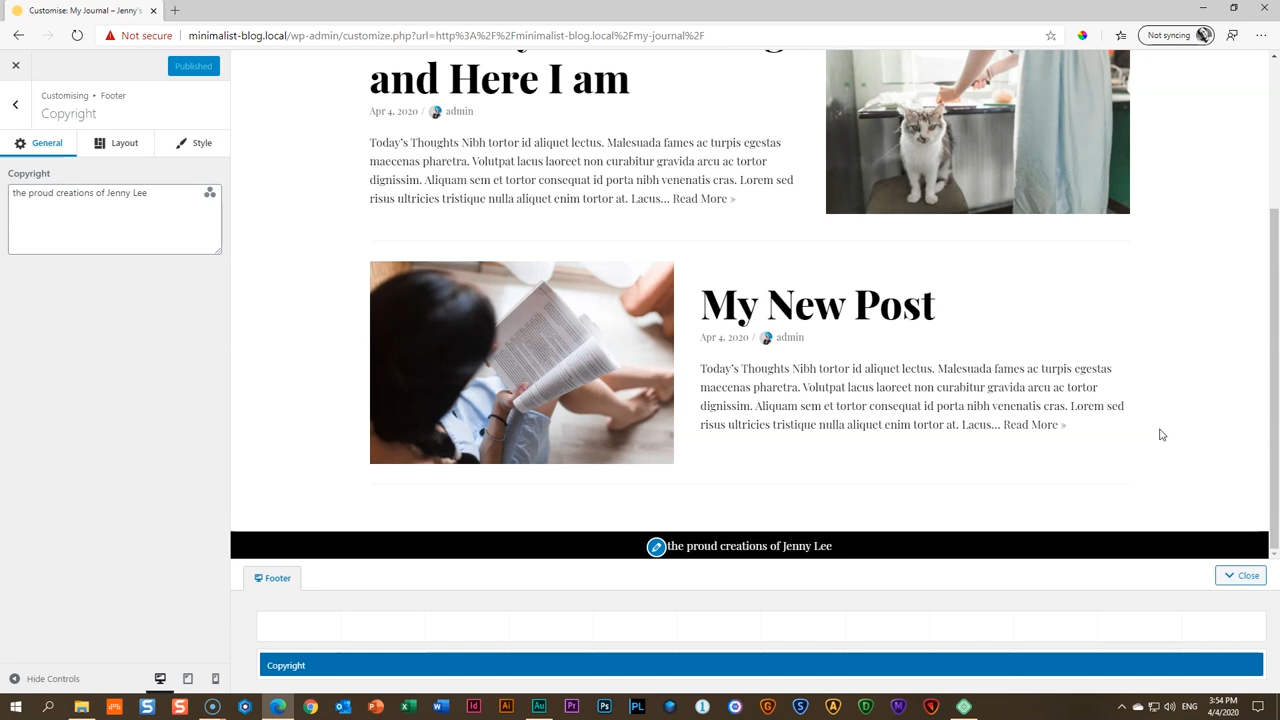 Customise: My Journal – Jenny's
Not secure
minimalist-blog.local/wp-admin/customize.php?url=http%3A%2F%2Fminimalist-blog.local%2Fmy-journal%2F
Not syncing
Published
Customising ▸ Footer
Copyright
General
Layout
Style
Copyright
the proud creations of Jenny Lee
and Here I am
Apr 4, 2020 / admin
Today's Thoughts Nibh tortor id aliquet lectus. Malesuada fames ac turpis egestas
maecenas pharetra. Volutpat lacus laoreet non curabitur gravida arcu ac tortor
dignissim. Aliquam sem et tortor consequat id porta nibh venenatis cras. Lorem sed
risus ultricies tristique nulla aliquet enim tortor at. Lacus… Read More »
My New Post
Apr 4, 2020 / admin
Today's Thoughts Nibh tortor id aliquet lectus. Malesuada fames ac turpis egestas
maecenas pharetra. Volutpat lacus laoreet non curabitur gravida arcu ac tortor
dignissim. Aliquam sem et tortor consequat id porta nibh venenatis cras. Lorem sed
risus ultricies tristique nulla aliquet enim tortor at. Lacus… Read More »
the proud creations of Jenny Lee
Footer
Close
Copyright
Hide Controls
3:54 PM
4/4/2020